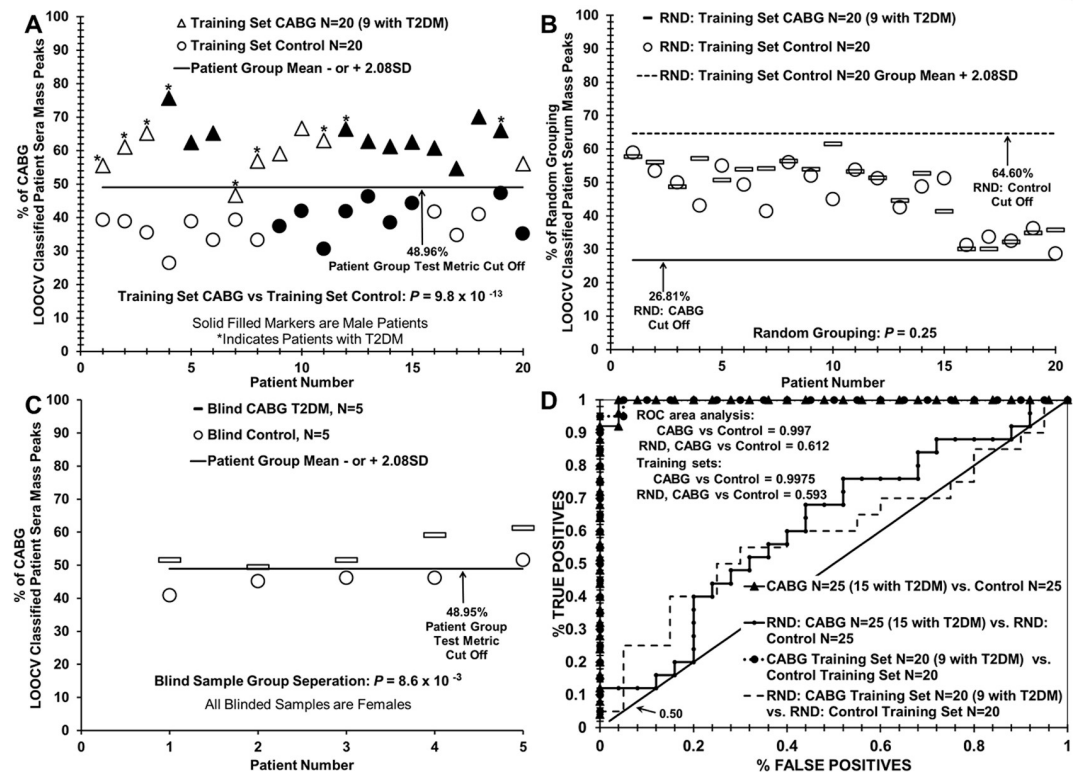 A
% of CABG
LOOCV Classified Patient Sera Mass Peaks
100
90
80
70
60
50
40
30
20
10
0
Training Set CABG N=20 (9 with T2DM)
Training Set Control N=20
Patient Group Mean - or + 2.08SD
* * * * * * * * *
48.96%
Patient Group Test Metric Cut Off
Training Set CABG vs Training Set Control: P = 9.8 x 10 -13
Solid Filled Markers are Male Patients
*Indicates Patients with T2DM
0 5 10 15 20
Patient Number
B
% of Random Grouping
LOOCV Classified Patient Serum Mass Peaks
100
90
80
70
60
50
40
30
20
10
0
RND: Training Set CABG N=20 (9 with T2DM)
RND: Training Set Control N=20
RND: Training Set Control N=20 Group Mean + 2.08SD
64.60%
RND: Control
Cut Off
26.81%
RND: CABG
Cut Off
Random Grouping: P = 0.25
0 5 10 15 20
Patient Number
C
% of CABG
LOOCV Classified Patient Sera Mass Peaks
100
90
80
70
60
50
40
30
20
10
0
Blind CABG T2DM, N=5
Blind Control, N=5
Patient Group Mean - or + 2.08SD
48.95%
Patient Group
Test Metric
Cut Off
Blind Sample Group Seperation: P = 8.6 x 10 -3
All Blinded Samples are Females
0 1 2 3 4 5
Patient Number
D
% TRUE POSITIVES
1
0.9
0.8
0.7
0.6
0.5
0.4
0.3
0.2
0.1
0
ROC area analysis:
CABG vs Control = 0.997
RND, CABG vs Control = 0.612
Training sets:
CABG vs Control = 0.9975
RND, CABG vs Control = 0.593
CABG N=25 (15 with T2DM) vs. Control N=25
RND: CABG N=25 (15 with T2DM) vs. RND:
Control N=25
CABG Training Set N=20 (9 with T2DM) vs.
Control Training Set N=20
RND: CABG Training Set N=20 (9 with T2DM)
vs. RND: Control Training Set N=20
0.50
0 0.2 0.4 0.6 0.8 1
% FALSE POSITIVES